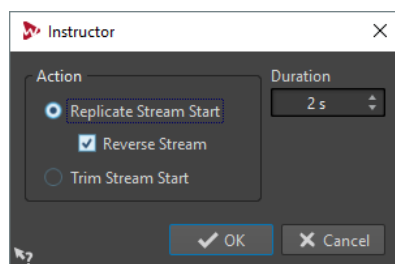 Instructor
Action
Duration
Replicate Stream Start
2 s
Reverse Stream
Trim Stream Start
OK
Cancel
?